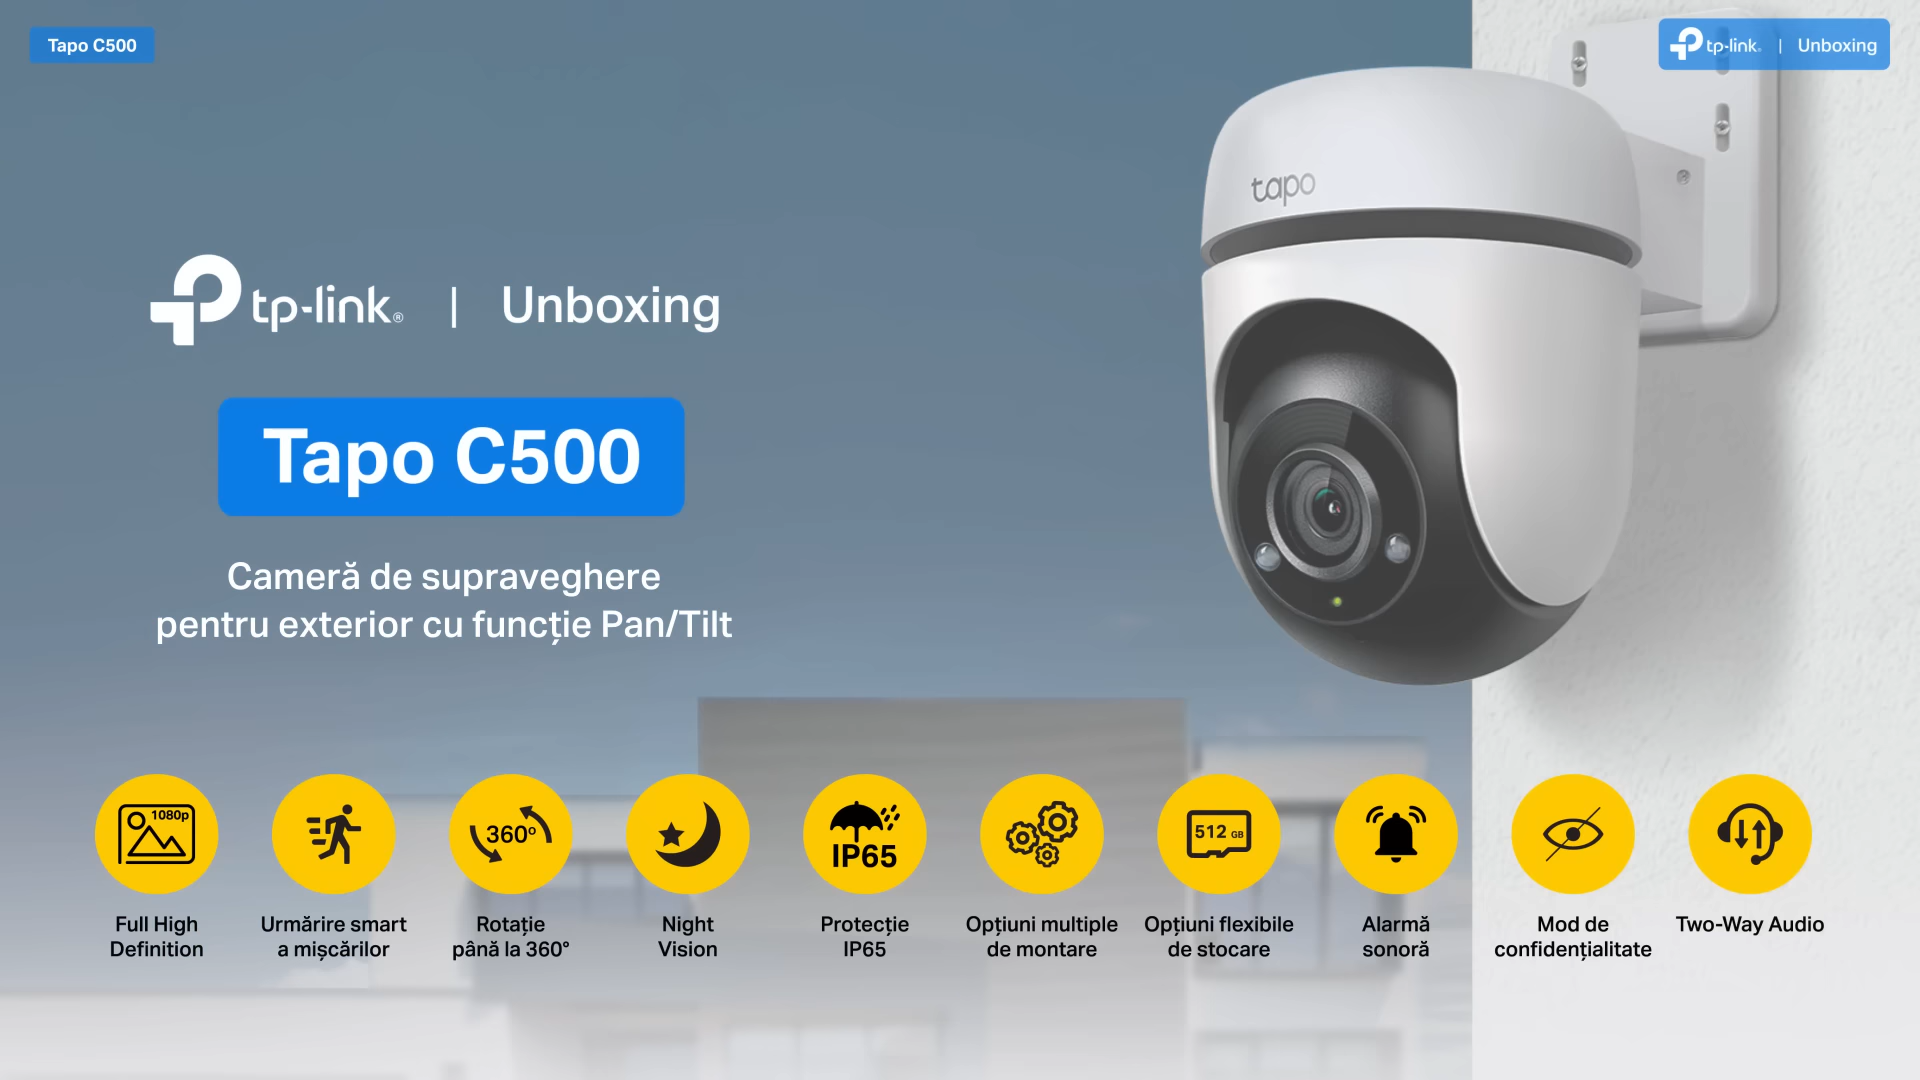 Tapo C500
tp-link | Unboxing
tapo
tp-link® | Unboxing
Tapo C500
Cameră de supraveghere
pentru exterior cu funcție Pan/Tilt
1080p
360º
IP65
512 GB
Full High
Definition
Urmărire smart
a mișcărilor
Rotație
până la 360°
Night
Vision
Protecție
IP65
Opțiuni multiple
de montare
Opțiuni flexibile
de stocare
Alarmă
sonoră
Mod de
confidențialitate
Two-Way Audio